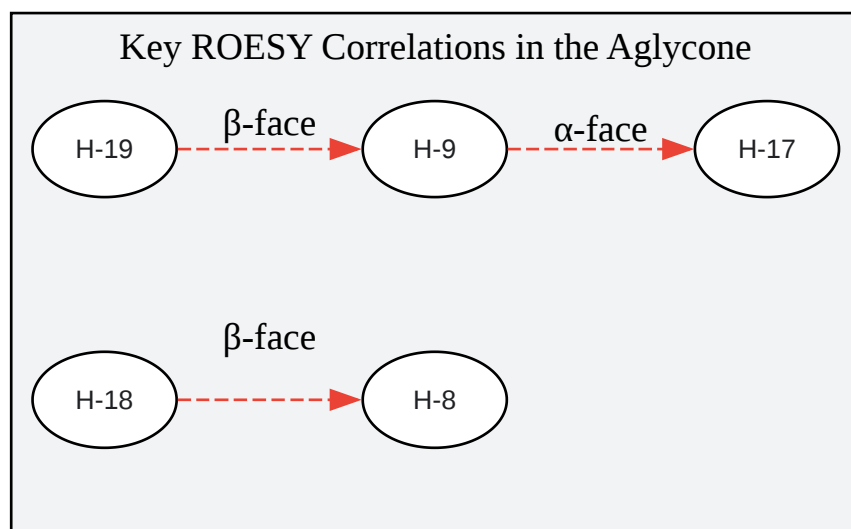 Key ROESY Correlations in the Aglycone
H-19
β-face
H-9
α-face
H-17
H-18
β-face
H-8